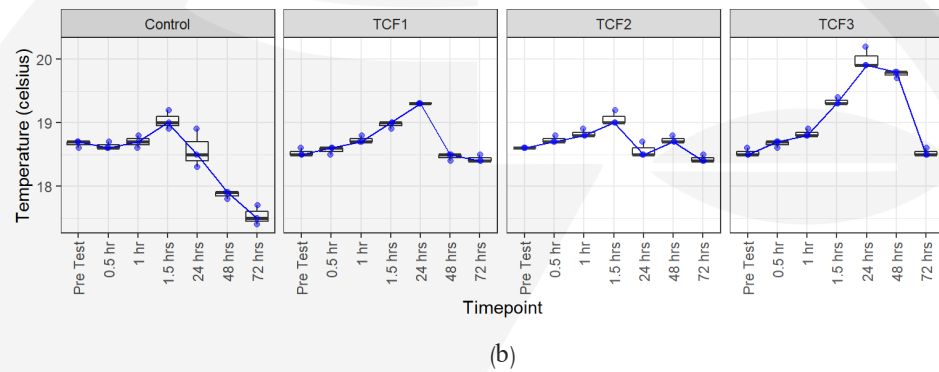 Control TCF1 TCF2 TCF3
Temperature (celsius)
20
19
18
Pre Test 0.5 hr 1 hr 1.5 hrs 24 hrs 48 hrs 72 hrs Pre Test 0.5 hr 1 hr 1.5 hrs 24 hrs 48 hrs 72 hrs Pre Test 0.5 hr 1 hr 1.5 hrs 24 hrs 48 hrs 72 hrs Pre Test 0.5 hr 1 hr 1.5 hrs 24 hrs 48 hrs 72 hrs
Timepoint
(b)